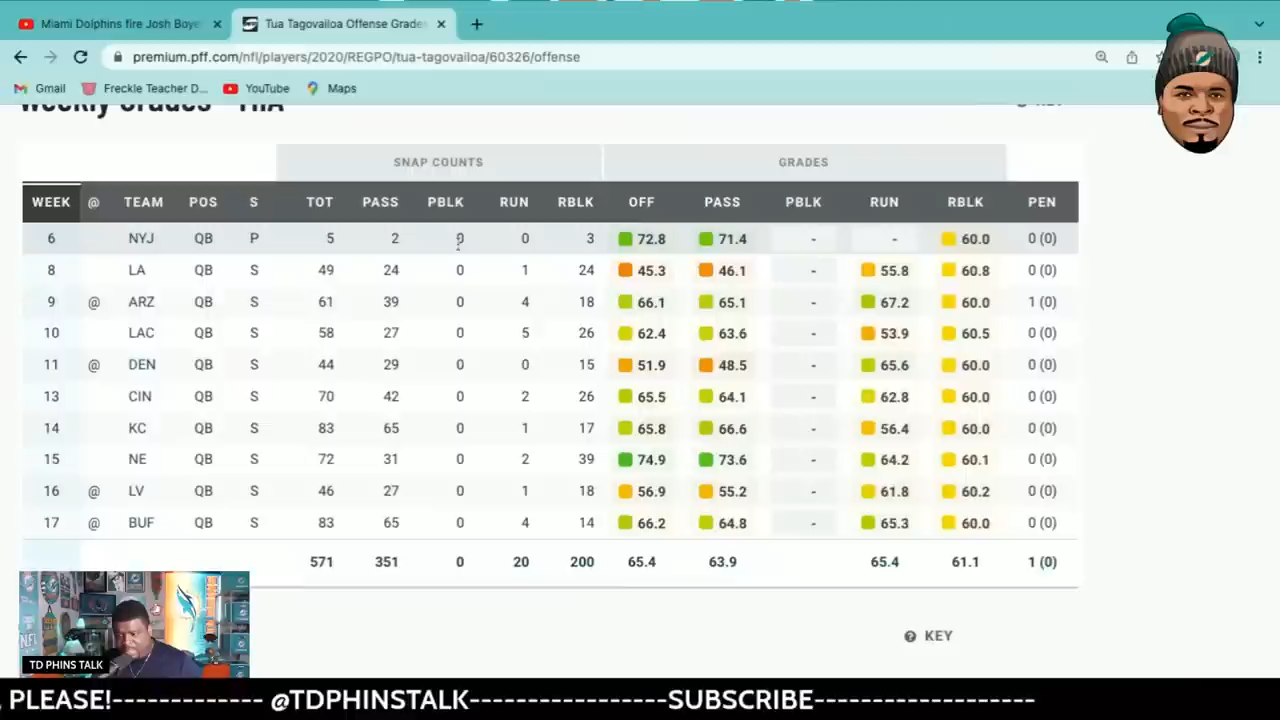 Miami Dolphins fire Josh Boye
Tua Tagovailoa Offense Grades
premium.pff.com/nfl/players/2020/REGPO/tua-tagovailoa/60326/offense
Gmail Freckle Teacher D... YouTube Maps
Weekly Grades - TUA KEY
SNAP COUNTS GRADES
WEEK @ TEAM POS S TOT PASS PBLK RUN RBLK OFF PASS PBLK RUN RBLK PEN
6 NYJ QB P 5 2 0 0 3 72.8 71.4 - - 60.0 0 (0)
8 LA QB S 49 24 0 1 24 45.3 46.1 - 55.8 60.8 0 (0)
9 @ ARZ QB S 61 39 0 4 18 66.1 65.1 - 67.2 60.0 1 (0)
10 LAC QB S 58 27 0 5 26 62.4 63.6 - 53.9 60.5 0 (0)
11 @ DEN QB S 44 29 0 0 15 51.9 48.5 - 65.6 60.0 0 (0)
13 CIN QB S 70 42 0 2 26 65.5 64.1 - 62.8 60.0 0 (0)
14 KC QB S 83 65 0 1 17 65.8 66.6 - 56.4 60.0 0 (0)
15 NE QB S 72 31 0 2 39 74.9 73.6 - 64.2 60.1 0 (0)
16 @ LV QB S 46 27 0 1 18 56.9 55.2 - 61.8 60.2 0 (0)
17 @ BUF QB S 83 65 0 4 14 66.2 64.8 - 65.3 60.0 0 (0)
571 351 0 20 200 65.4 63.9 65.4 61.1 1 (0)
KEY
TD PHINS TALK
, PLEASE!------------ @TDPHINSTALK----------------SUBSCRIBE------------------